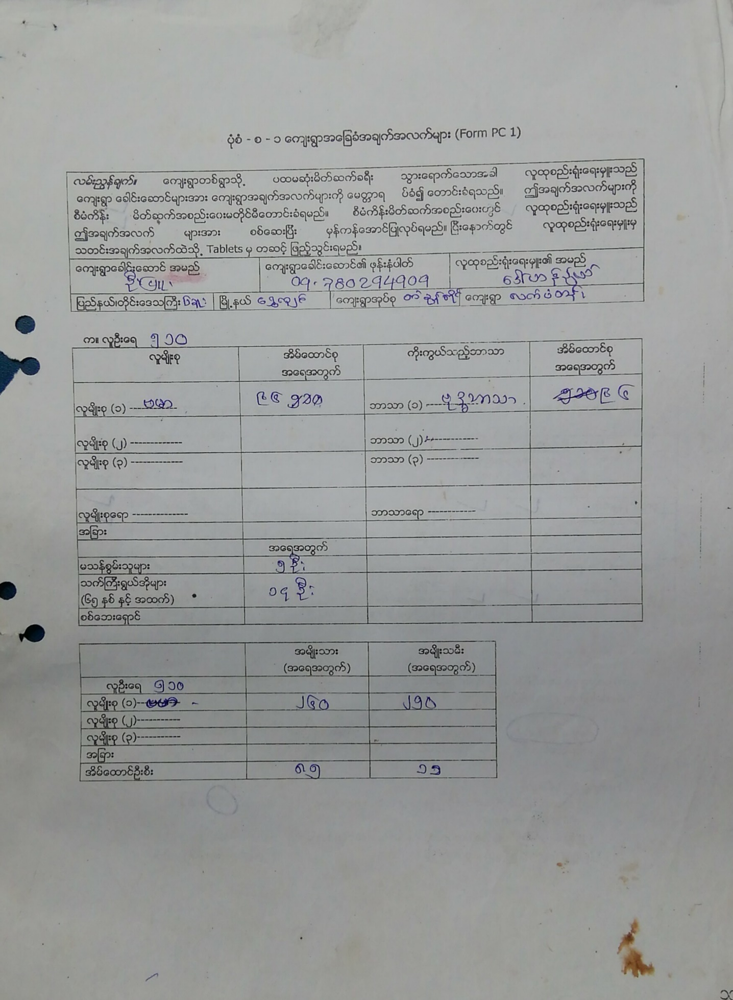 ပုံစံ - စ - ၁ ကျေးရွာအခြေခံအချက်အလက်များ (Form PC 1)
လမ်းညွှန်ချက်။ ကျေးရွာတစ်ရွာသို့ ပထမဆုံးမိတ်ဆက်ခရီး သွားရောက်သောအခါ လူထုစည်းရုံးရေးမှူးသည်
ကျေးရွာ ခေါင်းဆောင်များအား ကျေးရွာအချက်အလက်များကို မေတ္တာရ ပ်ခံ၍ တောင်းခံရသည်။ ဤအချက်အလက်များကို
စီမံကိန်း မိတ်ဆက်အစည်းဝေးမတိုင်မီတောင်းခံရမည်။ စီမံကိန်းမိတ်ဆက်အစည်းဝေးတွင် လူထုစည်းရုံးရေးမှူးသည်
ဤအချက်အလက် များအား စစ်ဆေးပြီး မှန်ကန်အောင်ပြုလုပ်ရမည်။ ပြီးနောက်တွင် လူထုစည်းရုံးရေးမှူးမှ
သတင်းအချက်အလက်ထဲသို့ Tablets မှ တဆင့် ဖြည့်သွင်းရမည်။
ကျေးရွာခေါင်းဆောင် အမည် ကျေးရွာခေါင်းဆောင်၏ ဖုန်းနံပါတ် လူထုစည်းရုံးရေးမှူး၏ အမည်
ဦးဖြူ 09.780294909
ပြည်နယ်၊တိုင်းဒေသကြီး ပဲခူး မြို့နယ် ရွှေကျင် ကျေးရွာအုပ်စု ကျေးရွာ လက်ပံတန်း
က။ လူဦးရေ ၅၁၀
လူမျိုးစု အိမ်ထောင်စု အရေအတွက် ကိုးကွယ်သည့်ဘာသာ အိမ်ထောင်စု အရေအတွက်
လူမျိုးစု (၁) ဗမာ ၉၄ ဘာသာ (၁) ဗုဒ္ဓဘာသာ ၉၄
လူမျိုးစု (၂) ------------- ဘာသာ (၂) -------------
လူမျိုးစု (၃) ------------- ဘာသာ (၃) -------------
လူမျိုးစုရော -------------- ဘာသာရော ------------
အခြား
အရေအတွက်
မသန်စွမ်းသူများ ၅ ဦး
သက်ကြီးရွယ်အိုများ
(၆၅ နှစ် နှင့် အထက်) ၁၄ ဦး
စစ်ဘေးရှောင်
အမျိုးသား အမျိုးသမီး
(အရေအတွက်) (အရေအတွက်)
လူဦးရေ ၅၁၀
လူမျိုးစု (၁)-- - ၂၆၀ ၂၅၀
လူမျိုးစု (၂)-----------
လူမျိုးစု (၃)-----------
အခြား
အိမ်ထောင်ဦးစီး ၈၅ ၁၅